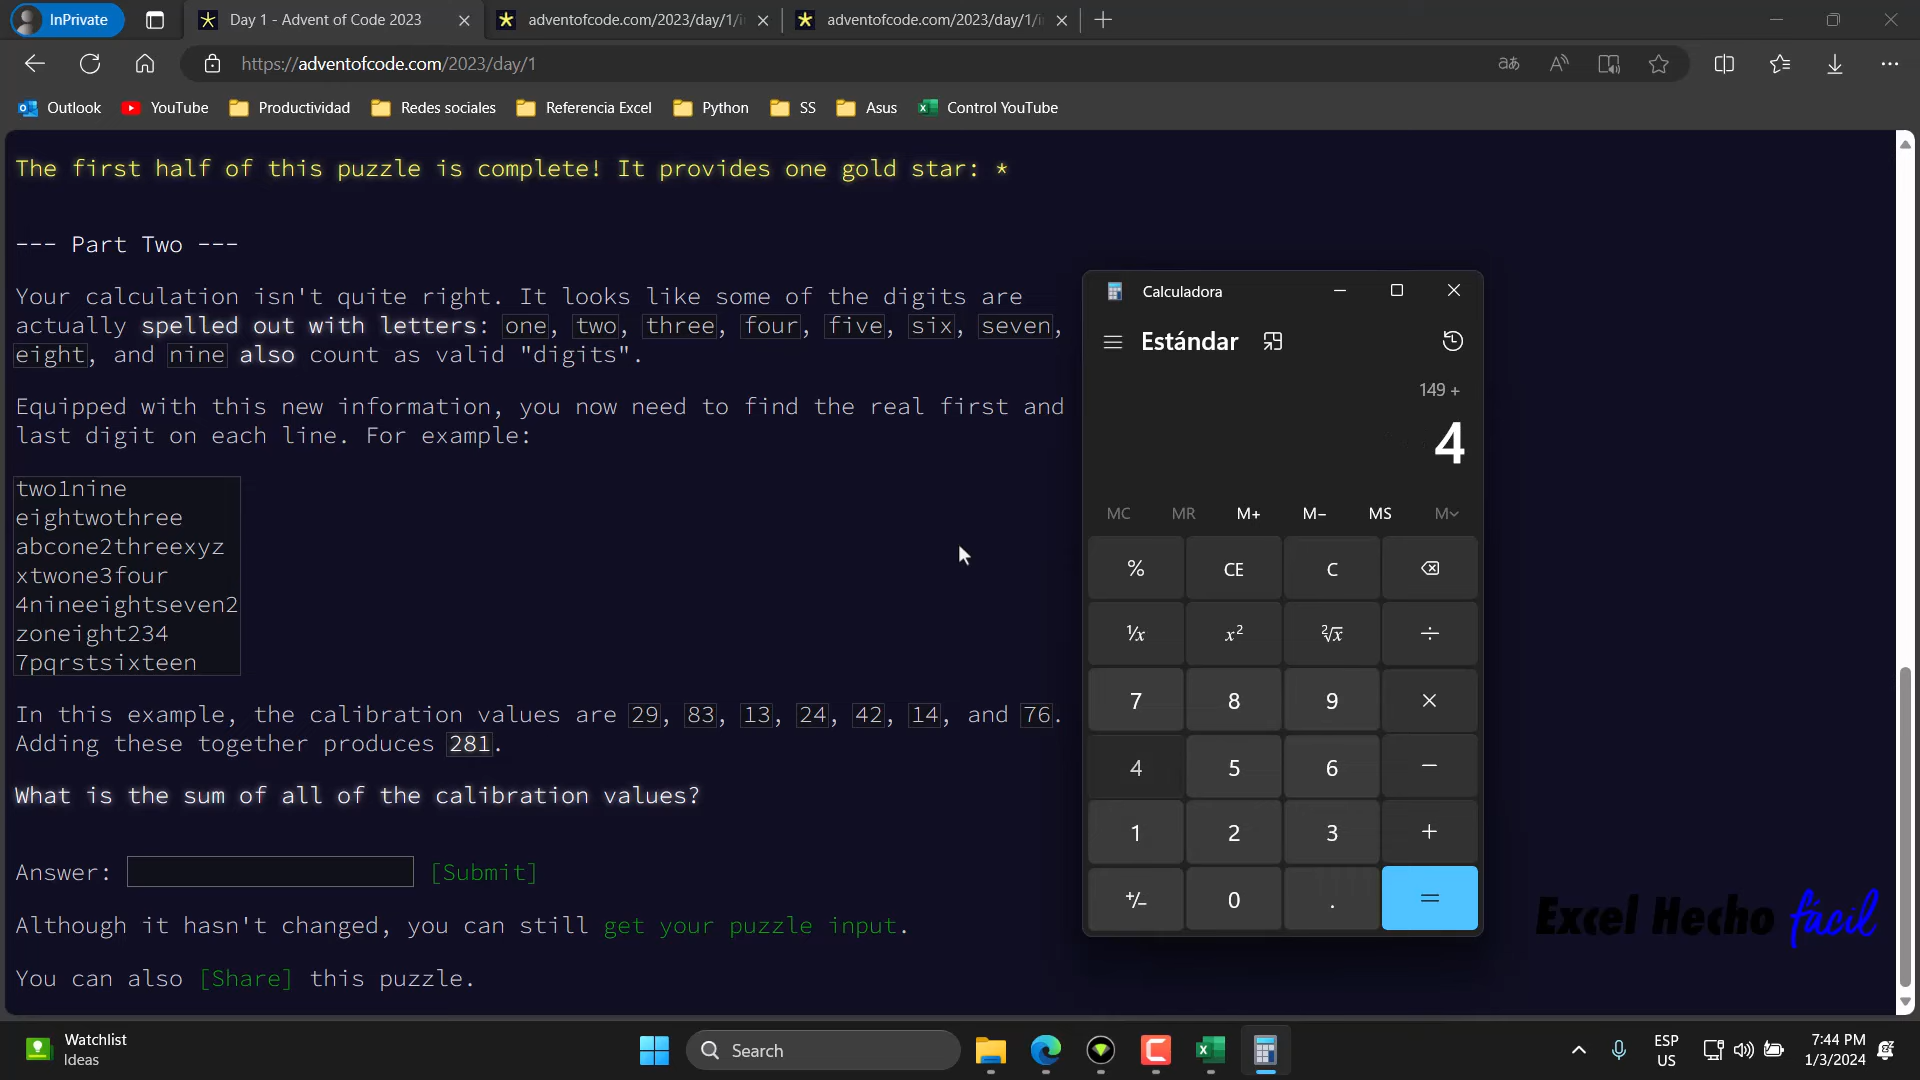 InPrivate
Day 1 - Advent of Code 2023
adventofcode.com/2023/day/1/i
adventofcode.com/2023/day/1/i
https://adventofcode.com/2023/day/1
Outlook
YouTube
Productividad
Redes sociales
Referencia Excel
Python
SS
Asus
Control YouTube
The first half of this puzzle is complete! It provides one gold star: *
--- Part Two ---
Your calculation isn't quite right. It looks like some of the digits are
actually spelled out with letters: one, two, three, four, five, six, seven,
eight, and nine also count as valid "digits".
Equipped with this new information, you now need to find the real first and
last digit on each line. For example:
two1nine
eightwothree
abcone2threexyz
xtwone3four
4nineeightseven2
zoneight234
7pqrstsixteen
In this example, the calibration values are 29, 83, 13, 24, 42, 14, and 76.
Adding these together produces 281.
What is the sum of all of the calibration values?
Answer: [Submit]
Although it hasn't changed, you can still get your puzzle input.
You can also [Share] this puzzle.
Calculadora
Estándar
149 +
4
MC MR M+ M− MS M˅
% CE C
¹/x x² ²√x ÷
7 8 9 ×
4 5 6 −
1 2 3 +
+/− 0 . =
Excel Hecho fácil
Watchlist
Ideas
Search
ESP
US
7:44 PM
1/3/2024